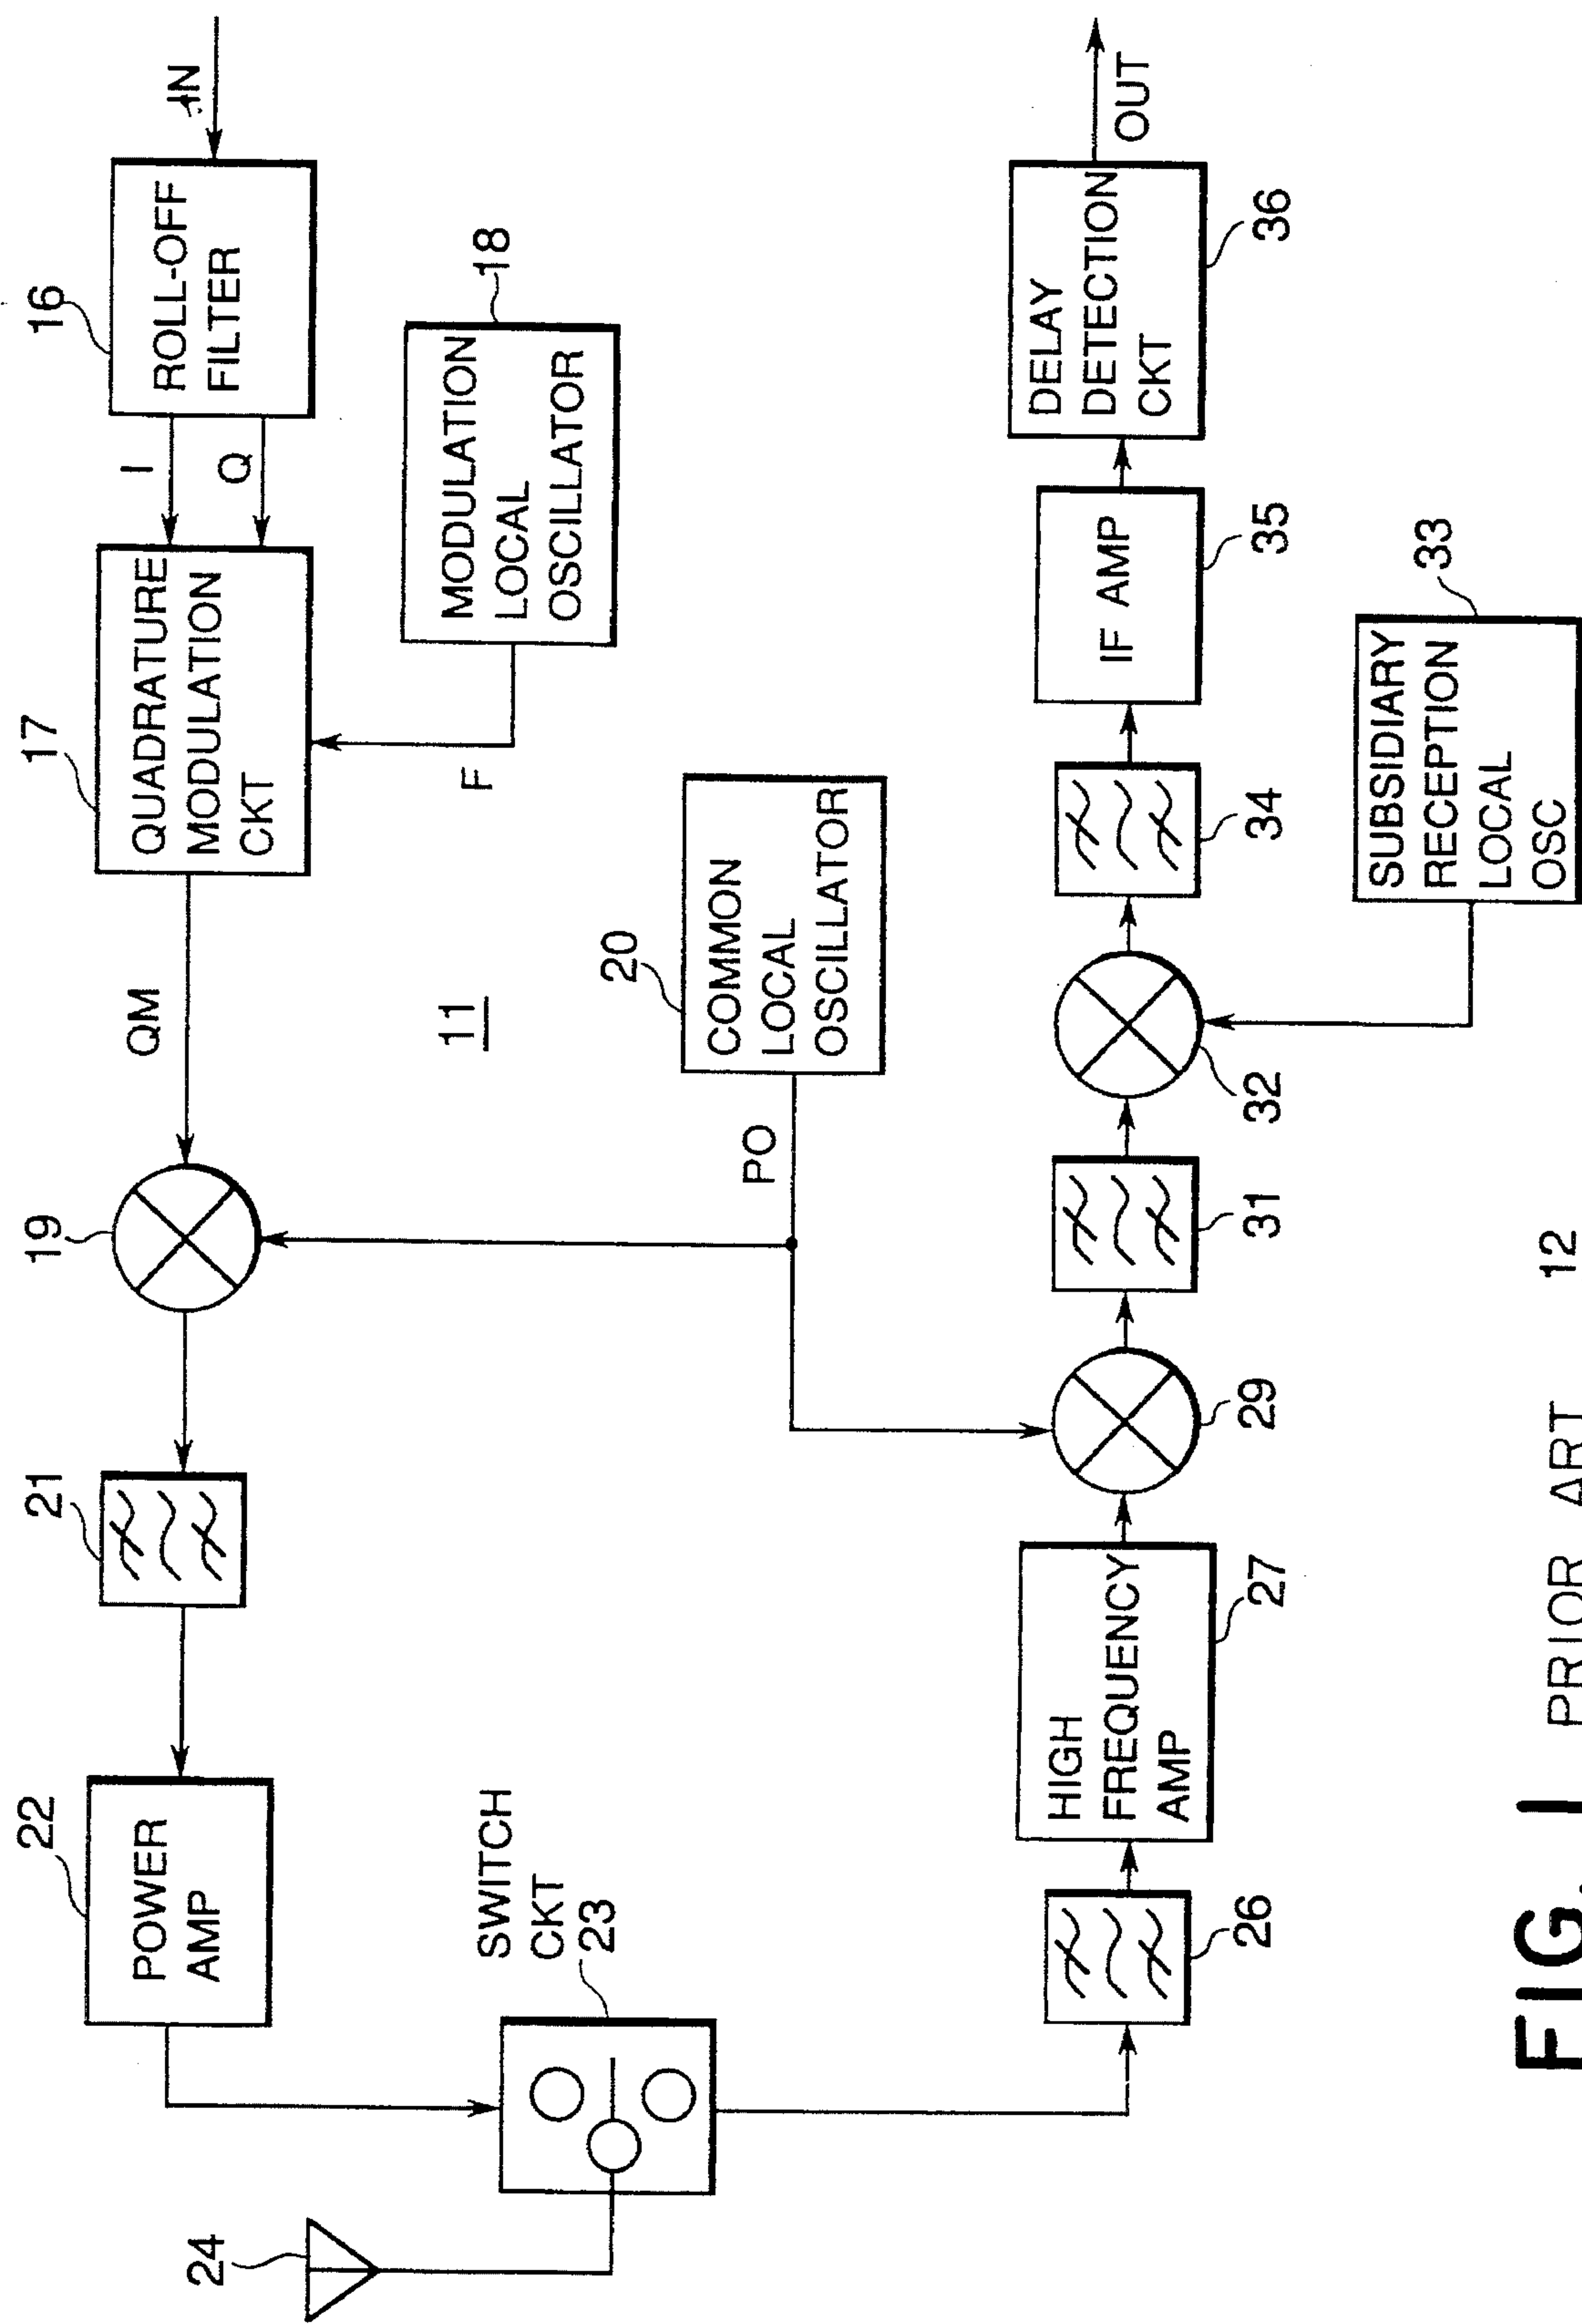 16
ROLL-OFF
FILTER
IN
17
QUADRATURE
MODULATION
CKT
I
Q
18
MODULATION
LOCAL
OSCILLATOR
F
QM
19
11
20
COMMON
LOCAL
OSCILLATOR
PO
21
22
POWER
AMP
SWITCH
CKT
23
24
26
HIGH
FREQUENCY
AMP
27
29
31
32
SUBSIDIARY
RECEPTION
LOCAL
OSC
33
34
IF AMP
35
DELAY
DETECTION
CKT
36
OUT
12
FIG. 1 PRIOR ART